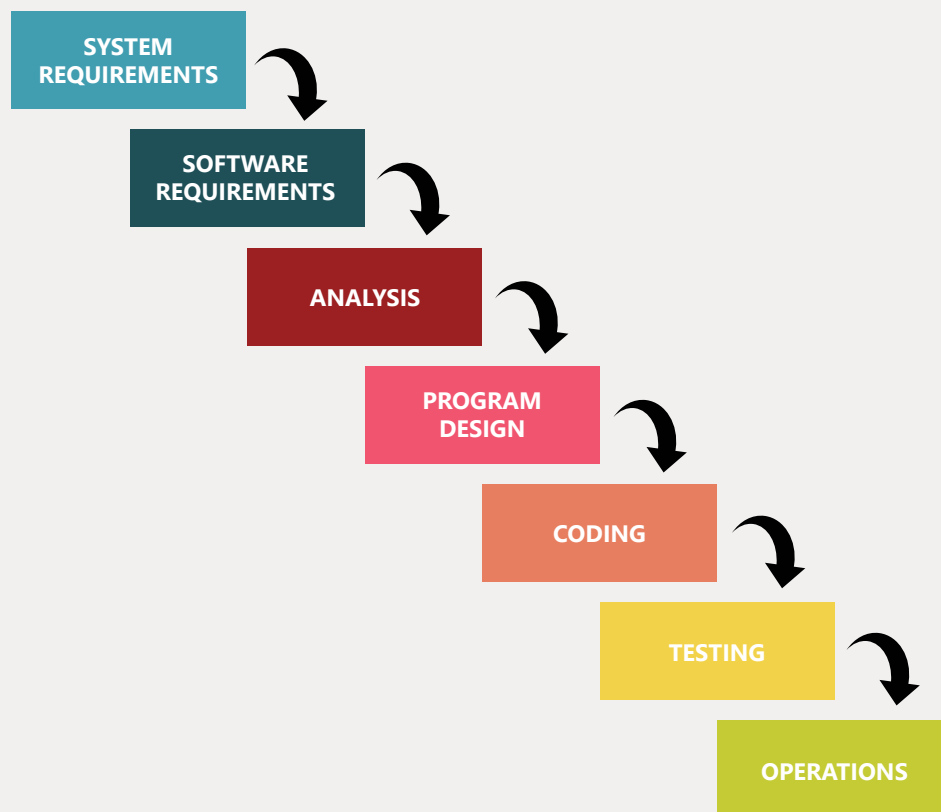 SYSTEM
REQUIREMENTS
SOFTWARE
REQUIREMENTS
ANALYSIS
PROGRAM
DESIGN
CODING
TESTING
OPERATIONS